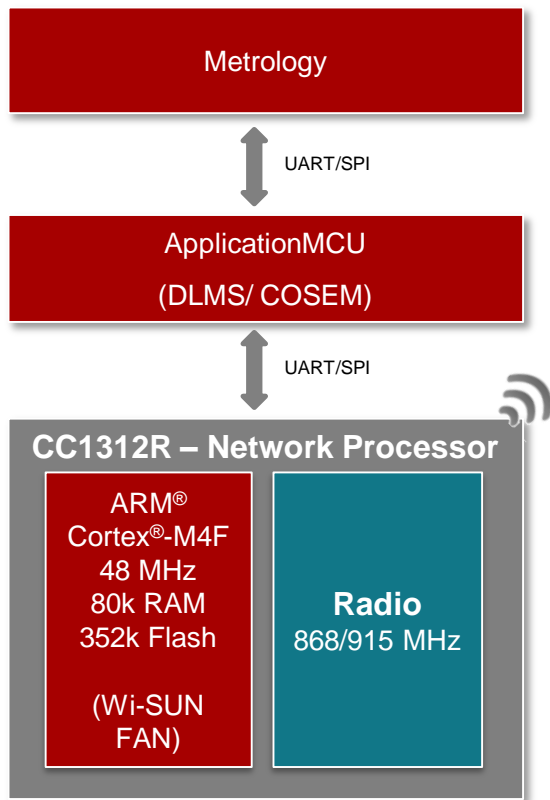 Metrology
UART/SPI
ApplicationMCU
(DLMS/ COSEM)
UART/SPI
CC1312R – Network Processor
ARM®
Cortex®-M4F
48 MHz
80k RAM
352k Flash
(Wi-SUN
FAN)
Radio
868/915 MHz